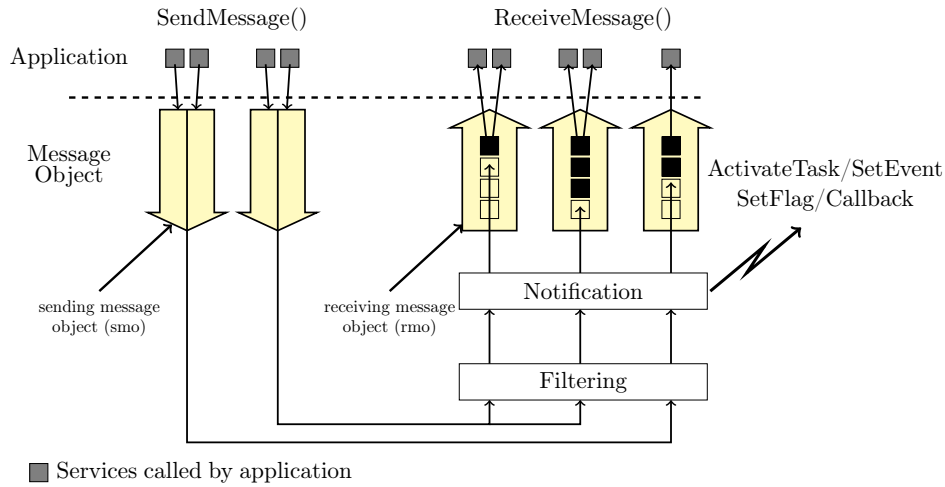 SendMessage()
ReceiveMessage()
Application
Message
Object
ActivateTask/SetEvent
SetFlag/Callback
sending message
object (smo)
receiving message
object (rmo)
Notification
Filtering
Services called by application